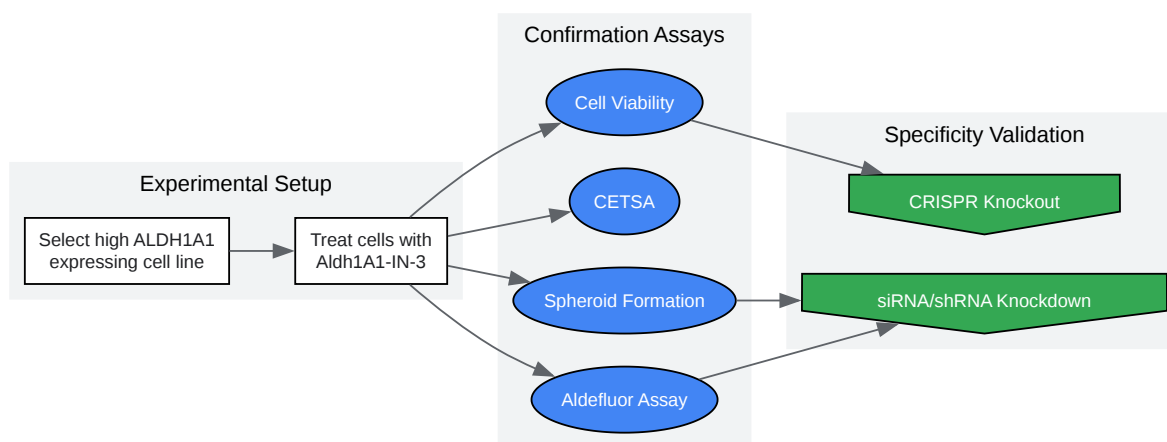 Experimental Setup
Select high ALDH1A1
expressing cell line
Treat cells with
Aldh1A1-IN-3
Confirmation Assays
Cell Viability
CETSA
Spheroid Formation
Aldefluor Assay
Specificity Validation
CRISPR Knockout
siRNA/shRNA Knockdown